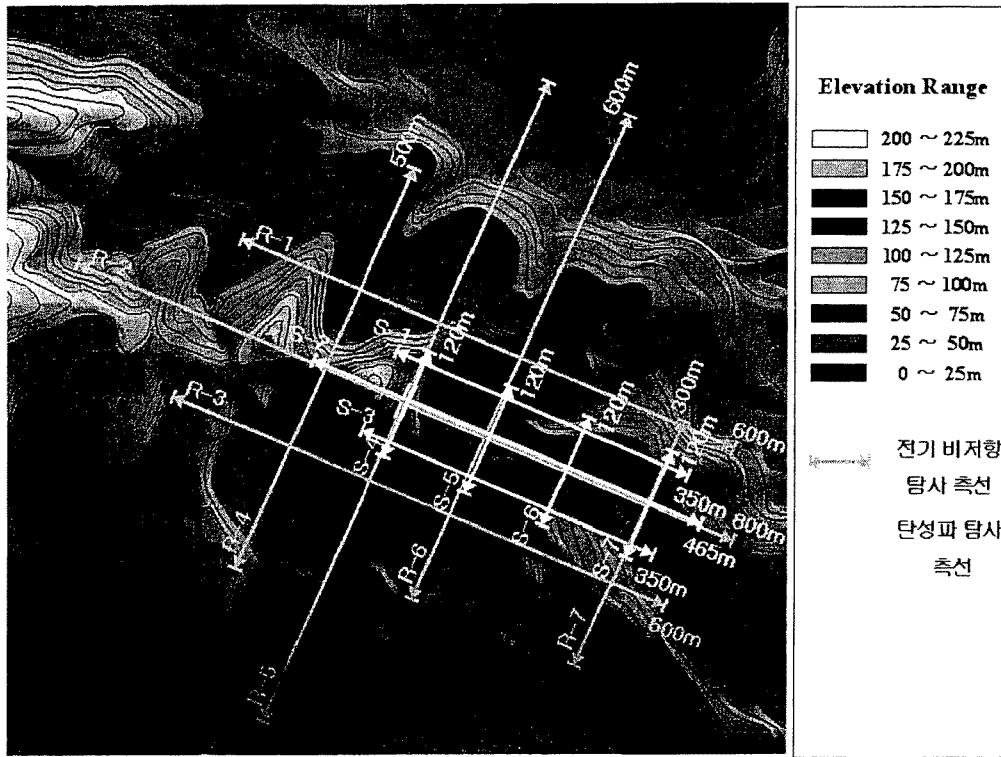 600m
500m
R-1
S-1
120m
R-3
S-3
120m
120m
300m
600m
S-4
S-5
S-6
350m
800m
465m
R-4
R-6
350m
R-7
600m
R-5
Elevation Range
200 ~ 225m
175 ~ 200m
150 ~ 175m
125 ~ 150m
100 ~ 125m
75 ~ 100m
50 ~ 75m
25 ~ 50m
0 ~ 25m
전기 비저항
탐사 측선
탄성파 탐사
측선